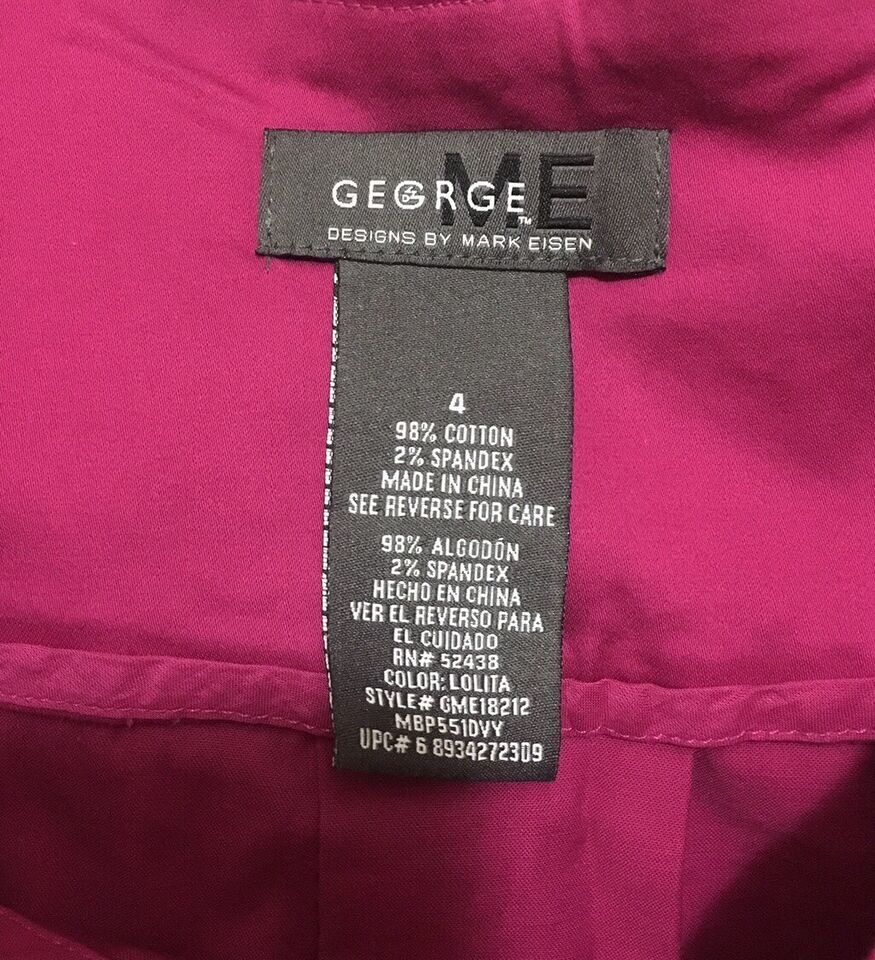 GEORGE ME™
DESIGNS BY MARK EISEN
4
98% COTTON
2% SPANDEX
MADE IN CHINA
SEE REVERSE FOR CARE
98% ALGODÓN
2% SPANDEX
HECHO EN CHINA
VER EL REVERSO PARA
EL CUIDADO
RN# 52438
COLOR: LOLITA
STYLE# GME18212
MBP551DVY
UPC# 6 8934272309